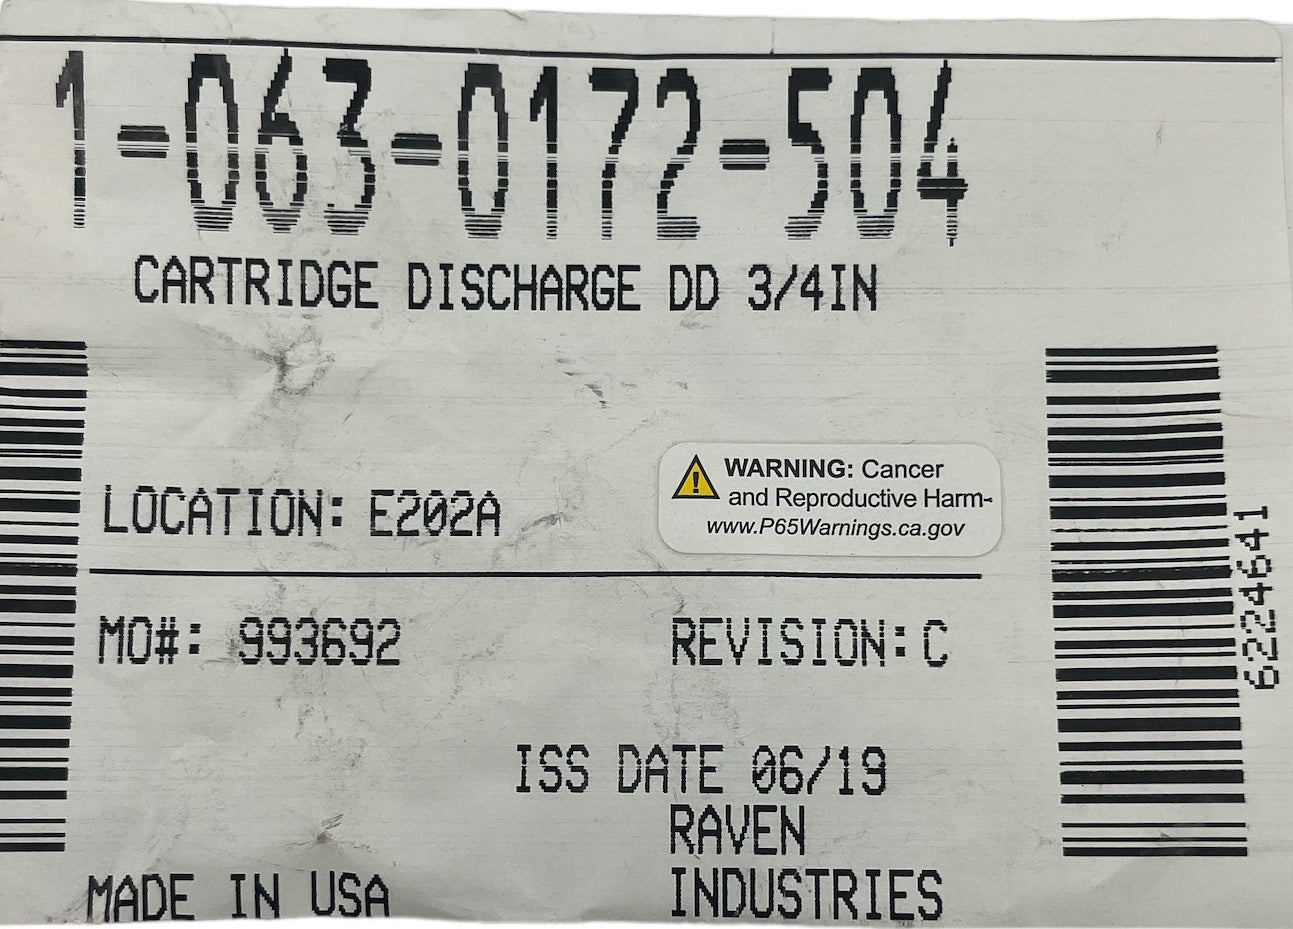 1-063-0172-504
CARTRIDGE DISCHARGE DD 3/4IN
WARNING: Cancer
and Reproductive Harm-
www.P65Warnings.ca.gov
LOCATION: E202A
MO#: 993692
REVISION: C
6224641
ISS DATE 06/19
RAVEN
INDUSTRIES
MADE IN USA